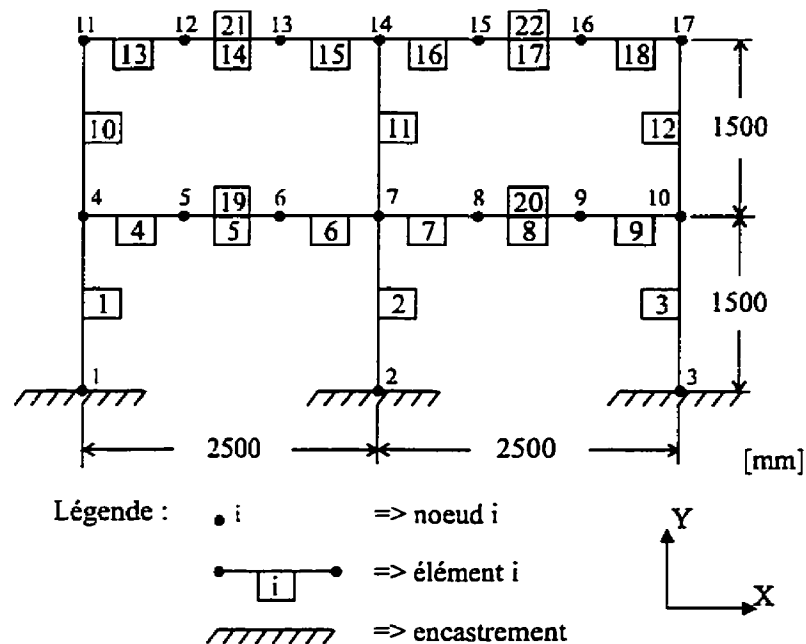 11 12 21 13 14 15 22 16 17
13 14 15 16 17 18
10 11 12 1500
4 5 19 6 7 8 20 9 10
4 5 6 7 8 9
1 2 3 1500
1 2 3
2500 2500 [mm]
Légende : i => noeud i
i => élément i
=> encastrement
Y
X